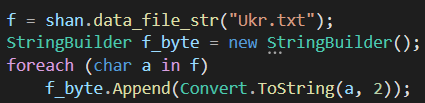 f = shan.data_file_str("Ukr.txt");
StringBuilder f_byte = new StringBuilder();
foreach (char a in f)
    f_byte.Append(Convert.ToString(a, 2));